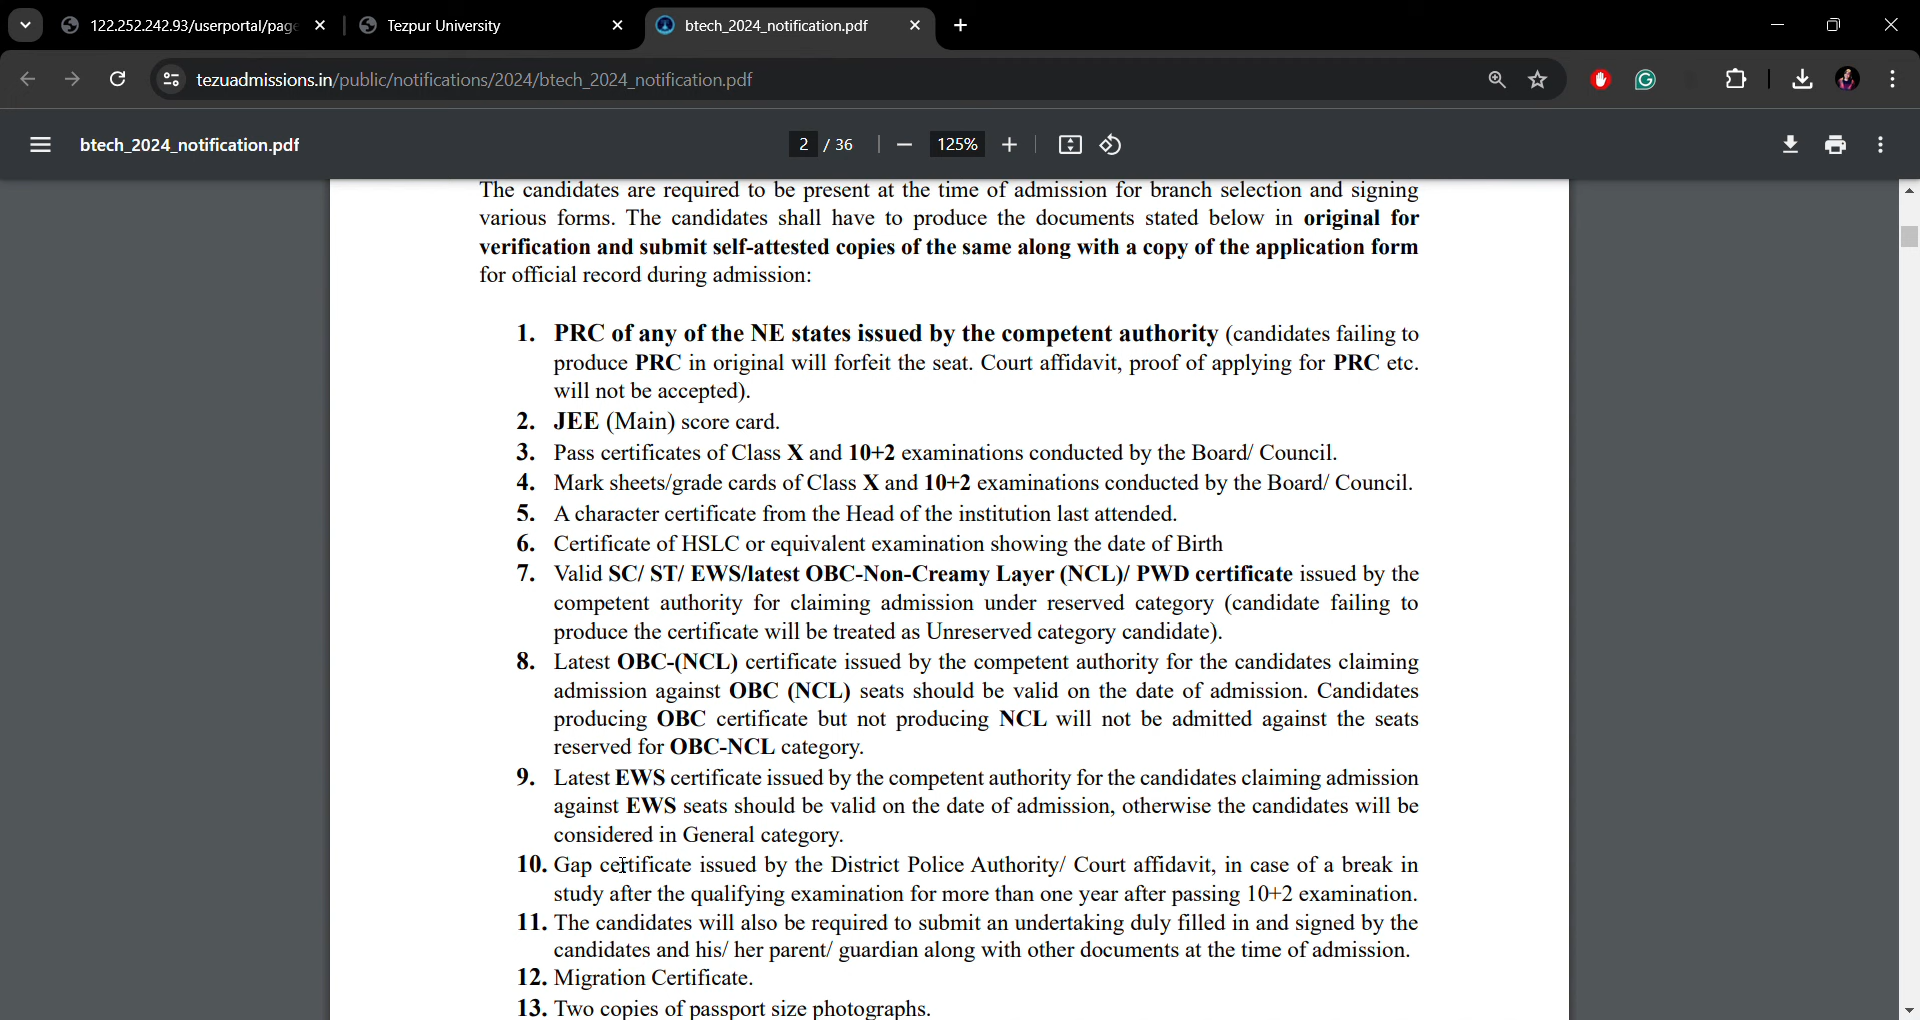 122.252.242.93/userportal/page
Tezpur University
btech_2024_notification.pdf
tezuadmissions.in/public/notifications/2024/btech_2024_notification.pdf
btech_2024_notification.pdf
2 / 36
125%
The candidates are required to be present at the time of admission for branch selection and signing
various forms. The candidates shall have to produce the documents stated below in original for
verification and submit self-attested copies of the same along with a copy of the application form
for official record during admission:
1. PRC of any of the NE states issued by the competent authority (candidates failing to
produce PRC in original will forfeit the seat. Court affidavit, proof of applying for PRC etc.
will not be accepted).
2. JEE (Main) score card.
3. Pass certificates of Class X and 10+2 examinations conducted by the Board/ Council.
4. Mark sheets/grade cards of Class X and 10+2 examinations conducted by the Board/ Council.
5. A character certificate from the Head of the institution last attended.
6. Certificate of HSLC or equivalent examination showing the date of Birth
7. Valid SC/ ST/ EWS/latest OBC-Non-Creamy Layer (NCL)/ PWD certificate issued by the
competent authority for claiming admission under reserved category (candidate failing to
produce the certificate will be treated as Unreserved category candidate).
8. Latest OBC-(NCL) certificate issued by the competent authority for the candidates claiming
admission against OBC (NCL) seats should be valid on the date of admission. Candidates
producing OBC certificate but not producing NCL will not be admitted against the seats
reserved for OBC-NCL category.
9. Latest EWS certificate issued by the competent authority for the candidates claiming admission
against EWS seats should be valid on the date of admission, otherwise the candidates will be
considered in General category.
10. Gap certificate issued by the District Police Authority/ Court affidavit, in case of a break in
study after the qualifying examination for more than one year after passing 10+2 examination.
11. The candidates will also be required to submit an undertaking duly filled in and signed by the
candidates and his/ her parent/ guardian along with other documents at the time of admission.
12. Migration Certificate.
13. Two copies of passport size photographs.